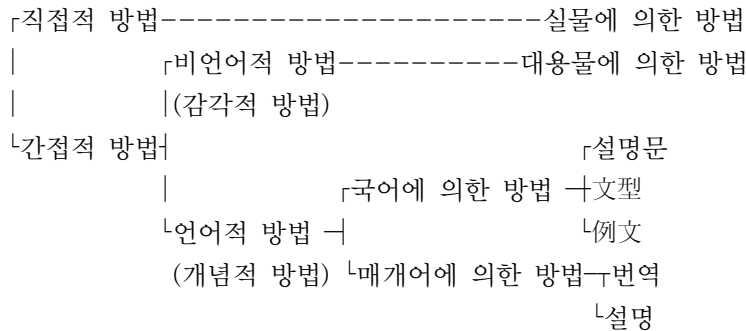 ┌직접적 방법---------------------실물에 의한 방법
| ┌비언어적 방법----------대용물에 의한 방법
| |(감각적 방법)
└간접적 방법┤ ┌설명문
| ┌국어에 의한 방법 ┼文型
└언어적 방법 ┤ └例文
(개념적 방법) └매개어에 의한 방법┬번역
└설명